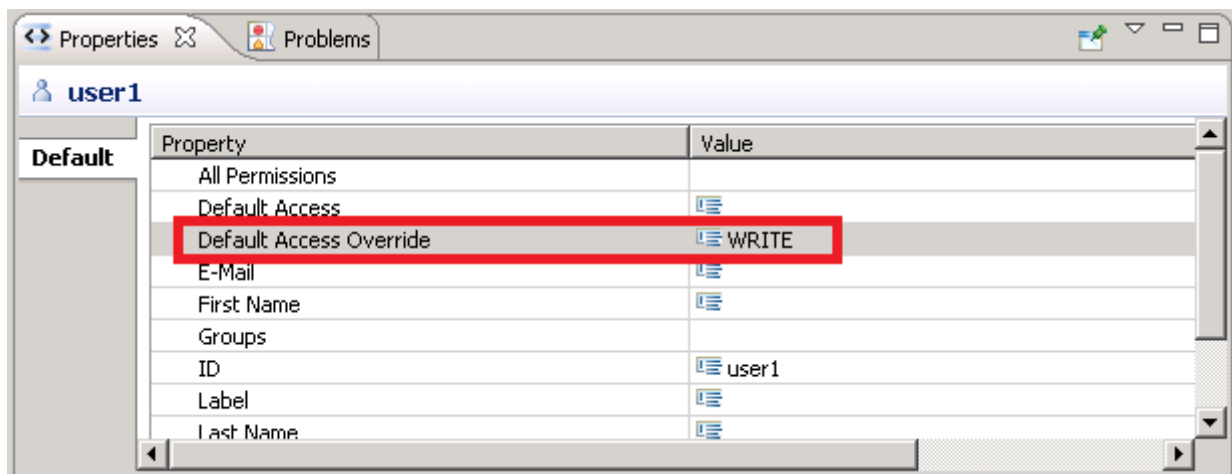 Properties Problems
user1
Default
Property Value
All Permissions
Default Access
Default Access Override WRITE
E-Mail
First Name
Groups
ID user1
Label
Last Name